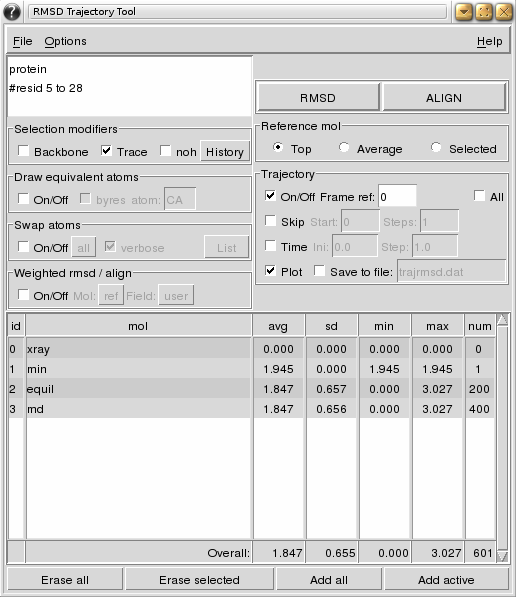 RMSD Trajectory Tool
File Options Help
protein
#resid 5 to 28
RMSD ALIGN
Selection modifiers
Backbone Trace noh History
Reference mol
Top Average Selected
Draw equivalent atoms
On/Off byres atom: CA
Trajectory
On/Off Frame ref: 0 All
Skip Start: 0 Steps: 1
Time Ini: 0.0 Step: 1.0
Plot Save to file: trajrmsd.dat
Swap atoms
On/Off all verbose List
Weighted rmsd / align
On/Off Mol: ref Field: user
id mol avg sd min max num
0 xray 0.000 0.000 0.000 0.000 0
1 min 1.945 0.000 1.945 1.945 1
2 equil 1.847 0.657 0.000 3.027 200
3 md 1.847 0.656 0.000 3.027 400
Overall: 1.847 0.655 0.000 3.027 601
Erase all Erase selected Add all Add active